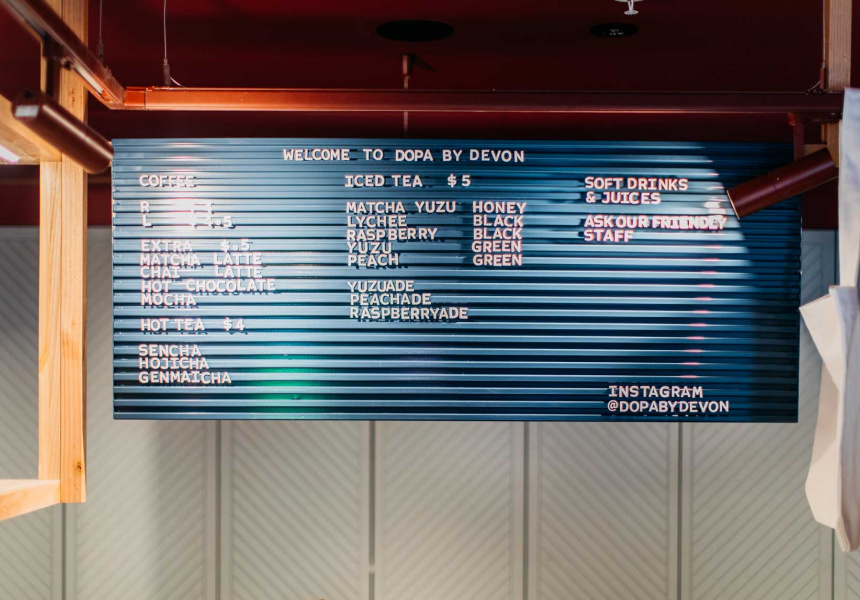 WELCOME TO DOPA BY DEVON
COFFEE
R
L
EXTRA $.5
MATCHA LATTE
CHAI LATTE
HOT CHOCOLATE
MOCHA
HOT TEA $4
SENCHA
HOJICHA
GENMAICHA
ICED TEA $5
MATCHA YUZU HONEY
LYCHEE BLACK
RASPBERRY BLACK
YUZU GREEN
PEACH GREEN
YUZUADE
PEACHADE
RASPBERRYADE
SOFT DRINKS
& JUICES
ASK OUR FRIENDLY
STAFF
INSTAGRAM
@DOPABYDEVON